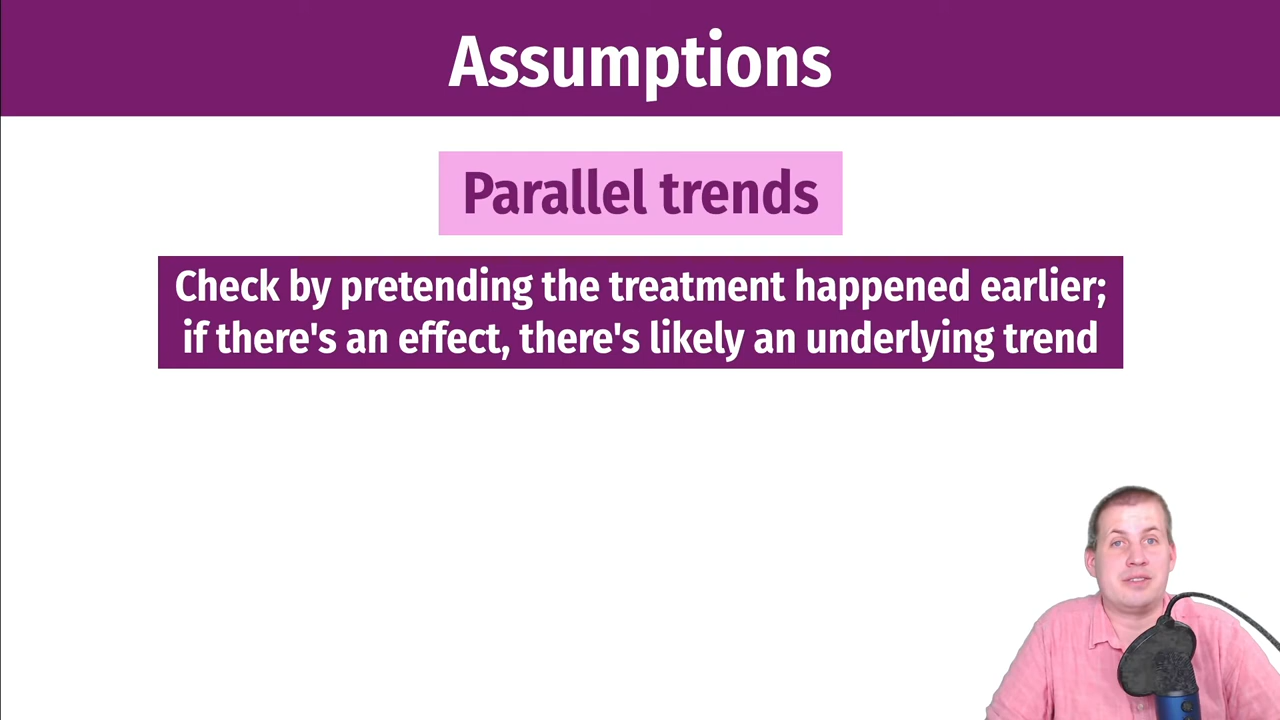 Assumptions
Parallel trends
Check by pretending the treatment happened earlier;
if there's an effect, there's likely an underlying trend